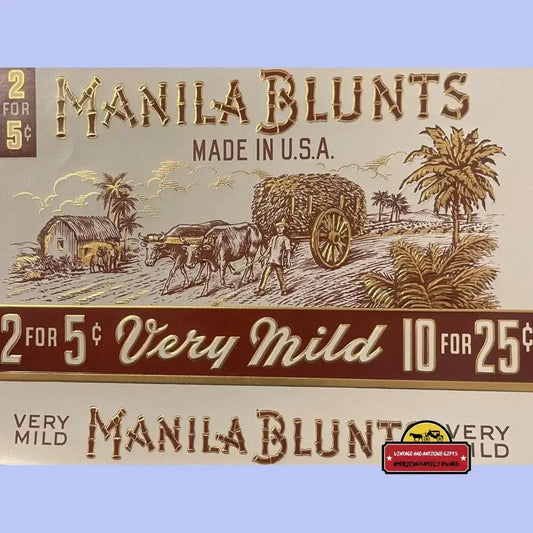 2
FOR
5¢
MANILA BLUNTS
MADE IN U.S.A.
2 FOR 5¢ Very Mild 10 FOR 25¢
VERY MILD
MANILA BLUNT
VERY
ILD
VINTAGE AND ANTIQUE GIFTS
AMERICAN FAMILY OWNED